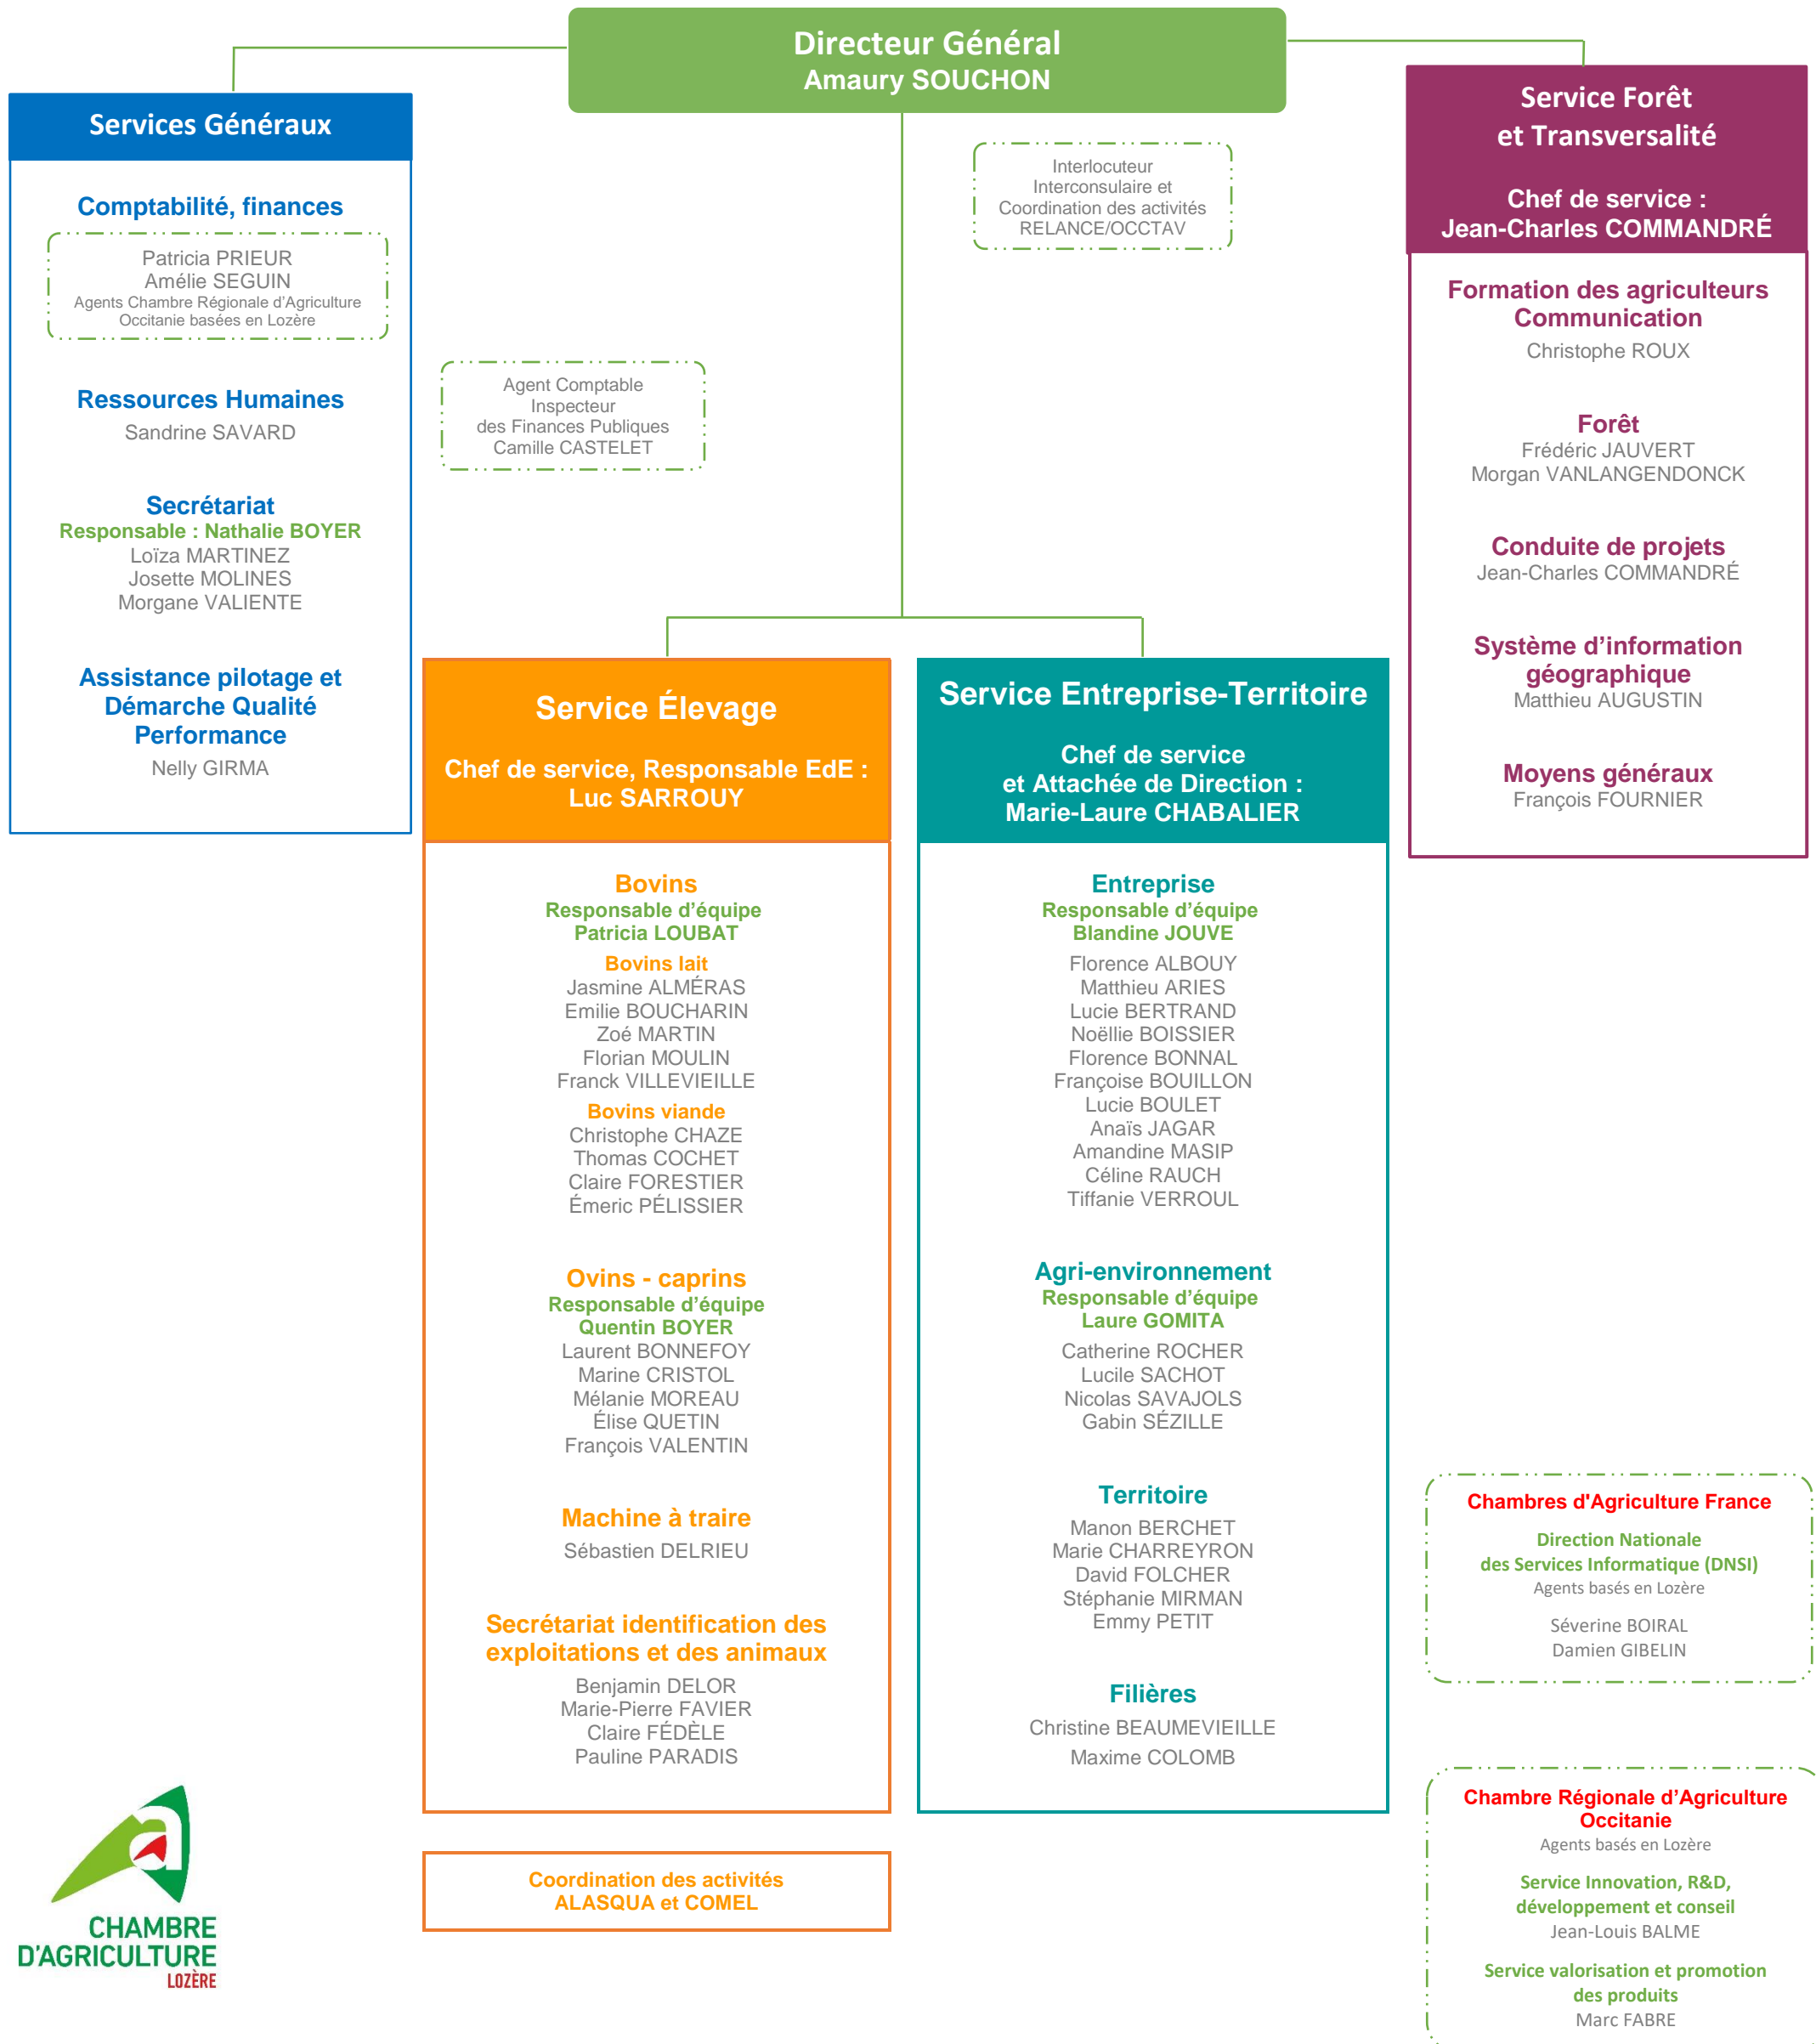 Directeur Général
Amaury SOUCHON
Services Généraux
Comptabilité, finances
Patricia PRIEUR
Amélie SEGUIN
Agents Chambre Régionale d’Agriculture
Occitanie basées en Lozère
Ressources Humaines
Sandrine SAVARD
Secrétariat
Responsable : Nathalie BOYER
Loïza MARTINEZ
Josette MOLINES
Morgane VALIENTE
Assistance pilotage et
Démarche Qualité
Performance
Nelly GIRMA
Agent Comptable
Inspecteur
des Finances Publiques
Camille CASTELET
Interlocuteur
Interconsulaire et
Coordination des activités
RELANCE/OCCTAV
Service Forêt
et Transversalité
Chef de service :
Jean-Charles COMMANDRÉ
Formation des agriculteurs
Communication
Christophe ROUX
Forêt
Frédéric JAUVERT
Morgan VANLANGENDONCK
Conduite de projets
Jean-Charles COMMANDRÉ
Système d’information
géographique
Matthieu AUGUSTIN
Moyens généraux
François FOURNIER
Service Élevage
Chef de service, Responsable EdE :
Luc SARROUY
Bovins
Responsable d’équipe
Patricia LOUBAT
Bovins lait
Jasmine ALMÉRAS
Emilie BOUCHARIN
Zoé MARTIN
Florian MOULIN
Franck VILLEVIEILLE
Bovins viande
Christophe CHAZE
Thomas COCHET
Claire FORESTIER
Émeric PÉLISSIER
Ovins - caprins
Responsable d’équipe
Quentin BOYER
Laurent BONNEFOY
Marine CRISTOL
Mélanie MOREAU
Élise QUETIN
François VALENTIN
Machine à traire
Sébastien DELRIEU
Secrétariat identification des
exploitations et des animaux
Benjamin DELOR
Marie-Pierre FAVIER
Claire FÉDÈLE
Pauline PARADIS
Coordination des activités
ALASQUA et COMEL
Service Entreprise-Territoire
Chef de service
et Attachée de Direction :
Marie-Laure CHABALIER
Entreprise
Responsable d’équipe
Blandine JOUVE
Florence ALBOUY
Matthieu ARIES
Lucie BERTRAND
Noëllie BOISSIER
Florence BONNAL
Françoise BOUILLON
Lucie BOULET
Anaïs JAGAR
Amandine MASIP
Céline RAUCH
Tiffanie VERROUL
Agri-environnement
Responsable d’équipe
Laure GOMITA
Catherine ROCHER
Lucile SACHOT
Nicolas SAVAJOLS
Gabin SÉZILLE
Territoire
Manon BERCHET
Marie CHARREYRON
David FOLCHER
Stéphanie MIRMAN
Emmy PETIT
Filières
Christine BEAUMEVIEILLE
Maxime COLOMB
Chambres d'Agriculture France
Direction Nationale
des Services Informatique (DNSI)
Agents basés en Lozère
Séverine BOIRAL
Damien GIBELIN
Chambre Régionale d’Agriculture
Occitanie
Agents basés en Lozère
Service Innovation, R&D,
développement et conseil
Jean-Louis BALME
Service valorisation et promotion
des produits
Marc FABRE
a
CHAMBRE
D'AGRICULTURE
LOZÈRE